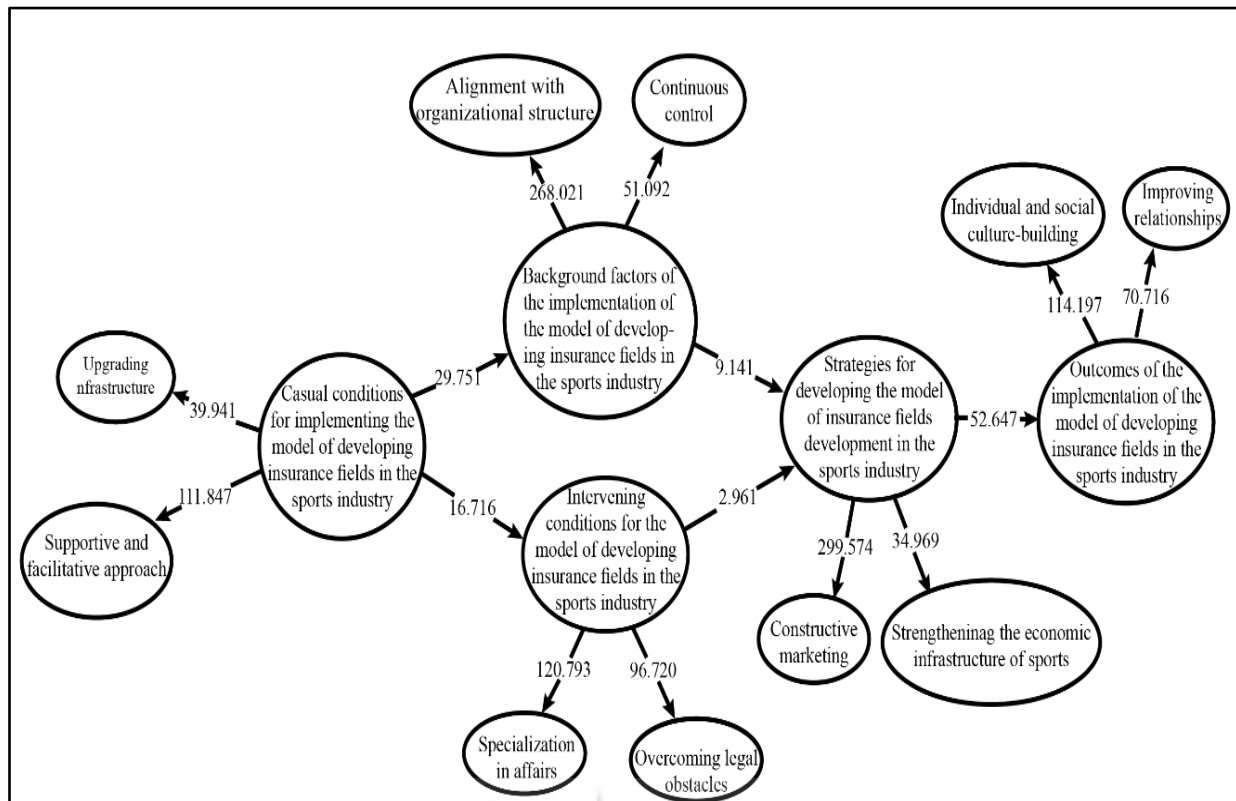 Alignment with
organizational structure
Continuous
control
268.021
51.092
Individual and social
culture-building
Improving
relationships
114.197
70.716
Background factors of
the implementation of
the model of develop-
ing insurance fields in
the sports industry
Upgrading
nfrastructure
39.941
29.751
9.141
Casual conditions
for implementing the
model of developing
insurance fields in the
sports industry
Strategies for
developing the model
of insurance fields
development in the
sports industry
52.647
Outcomes of the
implementation of the
model of developing
insurance fields in the
sports industry
111.847
16.716
2.961
Supportive and
facilitative approach
Intervening
conditions for the
model of developing
insurance fields in the
sports industry
299.574
34.969
Constructive
marketing
Strengtheninag the economic
infrastructure of sports
120.793
96.720
Specialization
in affairs
Overcoming legal
obstacles